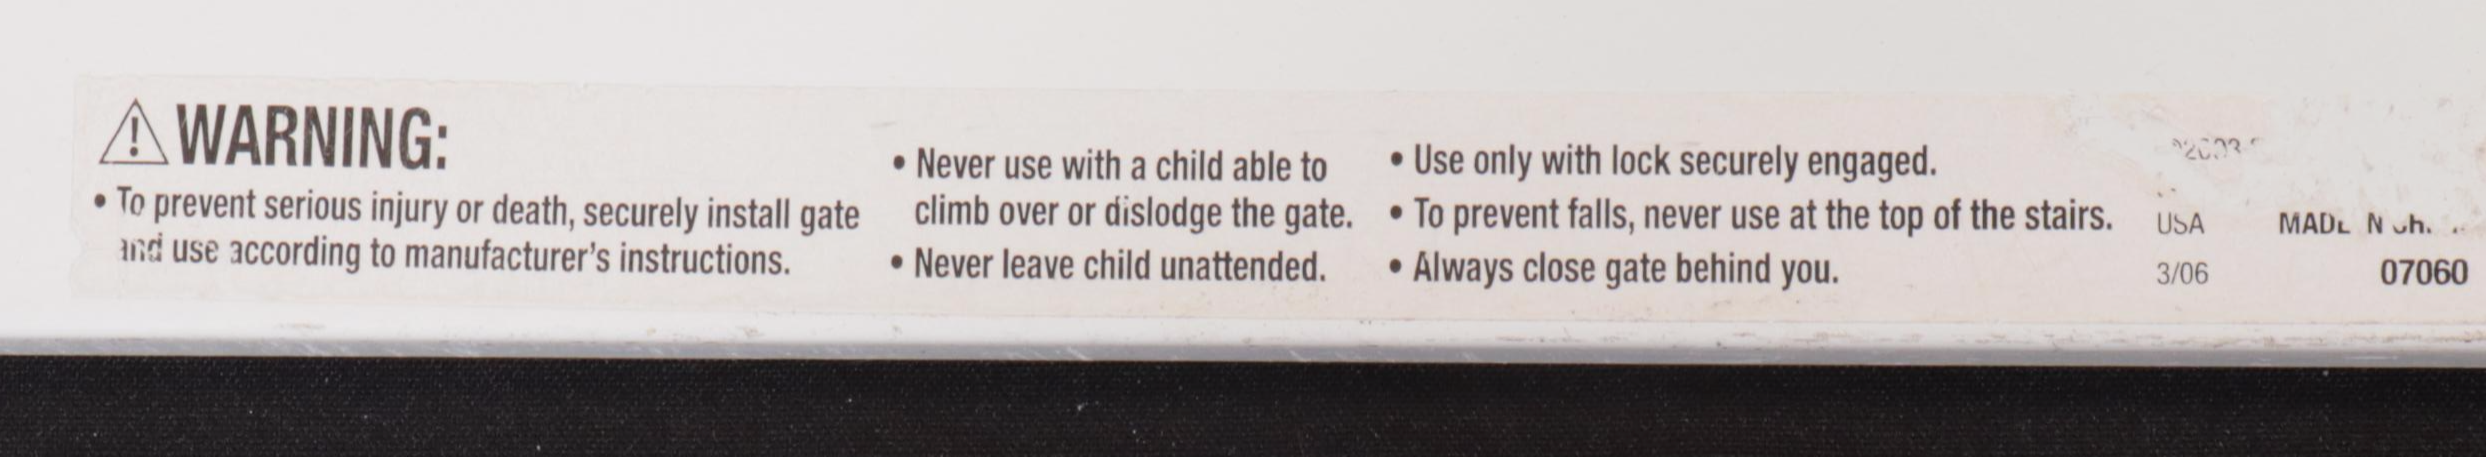 WARNING:
• To prevent serious injury or death, securely install gate
and use according to manufacturer's instructions.
• Never use with a child able to
climb over or dislodge the gate.
• Never leave child unattended.
• Use only with lock securely engaged.
• To prevent falls, never use at the top of the stairs.
• Always close gate behind you.
USA
3/06
07060